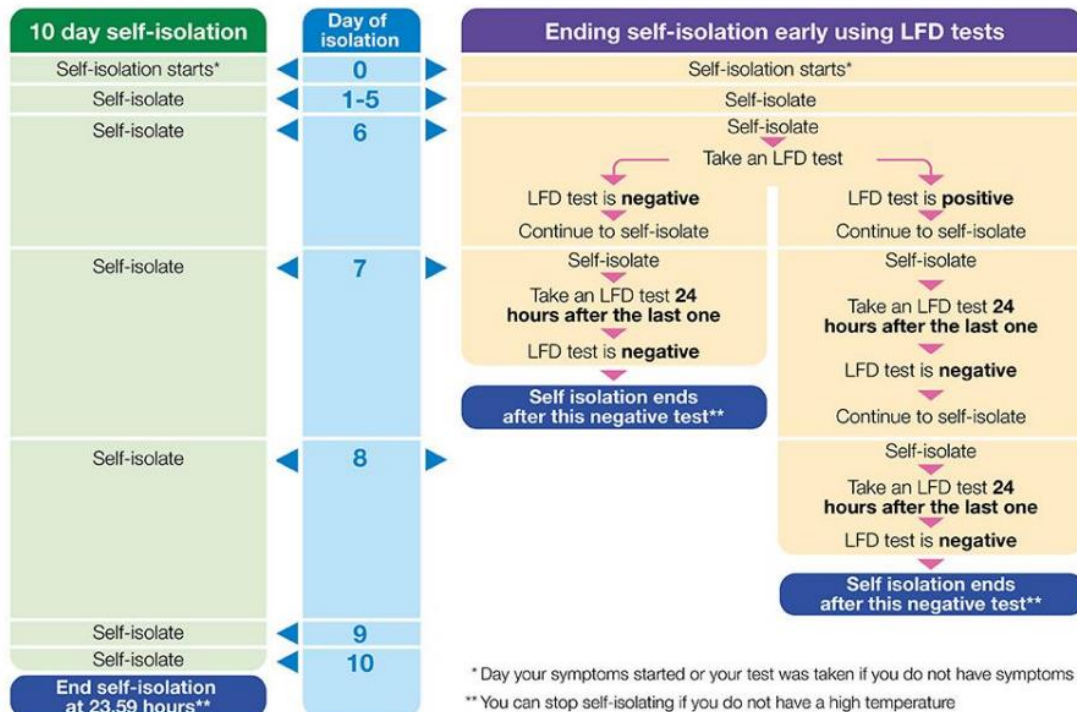 10 day self-isolation
Day of
isolation
Ending self-isolation early using LFD tests
Self-isolation starts*
0
Self-isolation starts*
Self-isolate
1-5
Self-isolate
Self-isolate
6
Self-isolate
Take an LFD test
LFD test is negative
LFD test is positive
Continue to self-isolate
Continue to self-isolate
Self-isolate
7
Self-isolate
Self-isolate
Take an LFD test 24
hours after the last one
Take an LFD test 24
hours after the last one
LFD test is negative
LFD test is negative
Self isolation ends
after this negative test**
Continue to self-isolate
Self-isolate
8
Self-isolate
Take an LFD test 24
hours after the last one
LFD test is negative
Self isolation ends
after this negative test**
Self-isolate
9
Self-isolate
10
End self-isolation
at 23.59 hours**
* Day your symptoms started or your test was taken if you do not have symptoms
** You can stop self-isolating if you do not have a high temperature